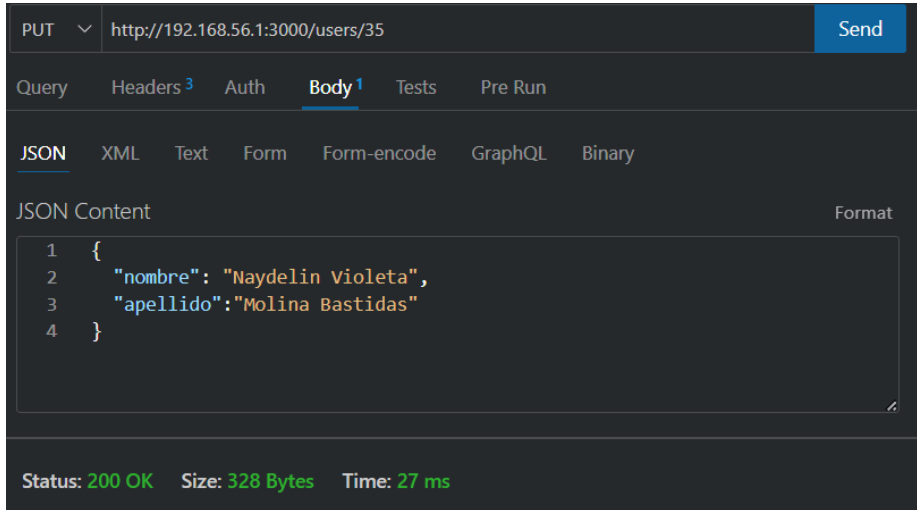 PUT http://192.168.56.1:3000/users/35 Send
Query Headers 3 Auth Body 1 Tests Pre Run
JSON XML Text Form Form-encode GraphQL Binary
JSON Content Format
1 {
2 "nombre": "Naydelin Violeta",
3 "apellido":"Molina Bastidas"
4 }
Status: 200 OK Size: 328 Bytes Time: 27 ms